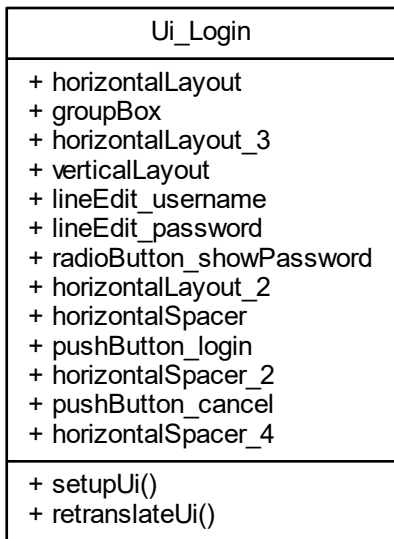 Ui_Login
+ horizontalLayout
+ groupBox
+ horizontalLayout_3
+ verticalLayout
+ lineEdit_username
+ lineEdit_password
+ radioButton_showPassword
+ horizontalLayout_2
+ horizontalSpacer
+ pushButton_login
+ horizontalSpacer_2
+ pushButton_cancel
+ horizontalSpacer_4
+ setupUi()
+ retranslateUi()